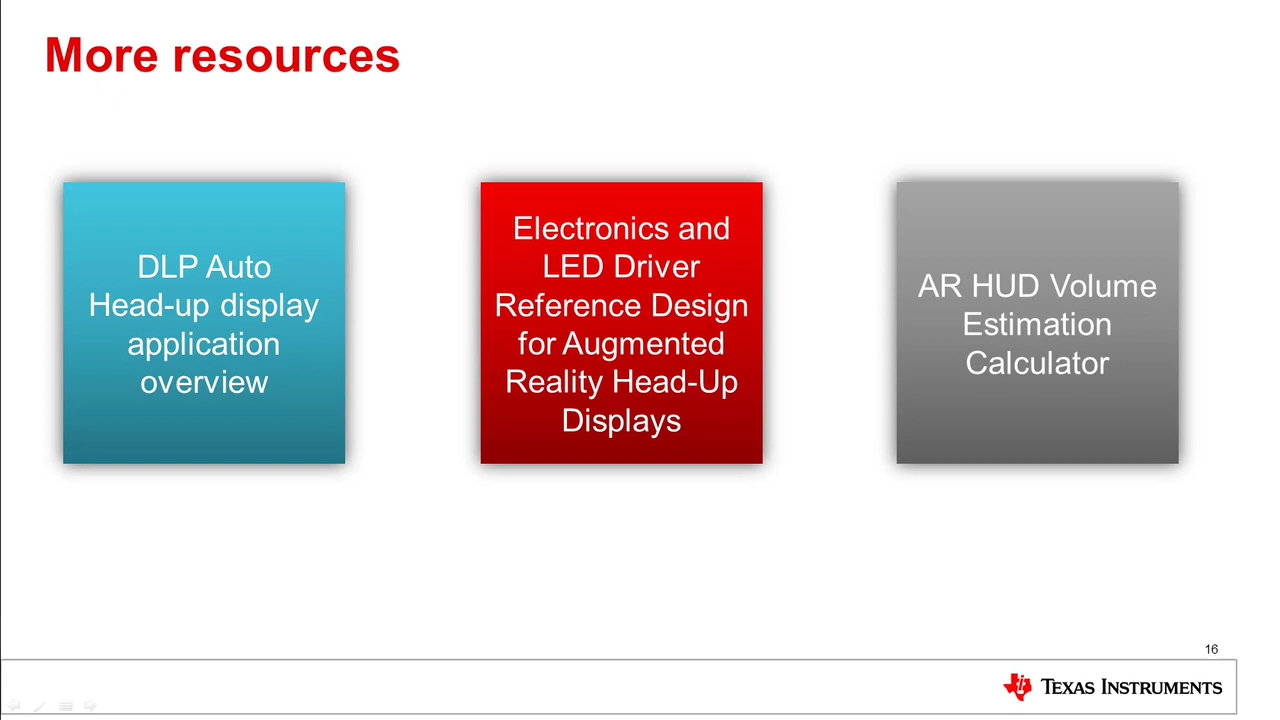 More resources
DLP Auto
Head-up display
application
overview
Electronics and
LED Driver
Reference Design
for Augmented
Reality Head-Up
Displays
AR HUD Volume
Estimation
Calculator
16
TEXAS INSTRUMENTS